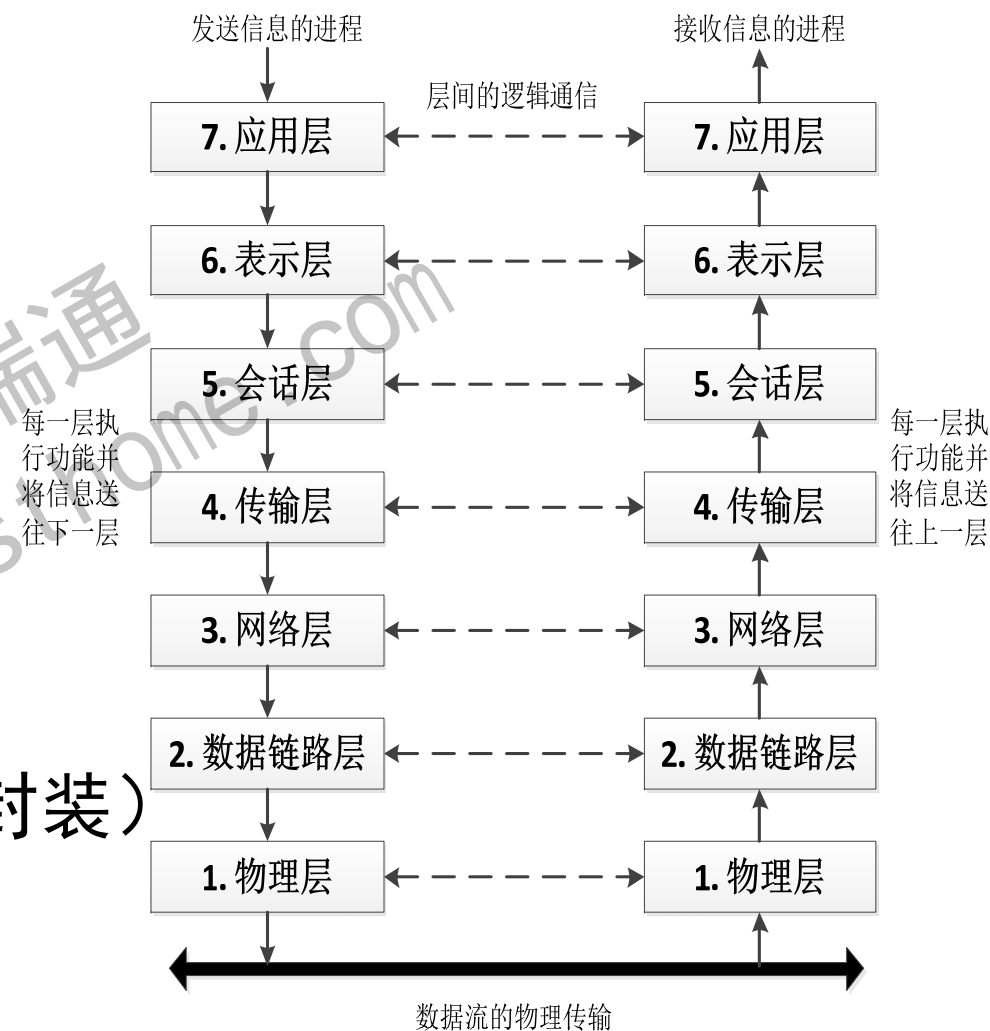 发送信息的进程
接收信息的进程
层间的逻辑通信
7. 应用层
7. 应用层
6. 表示层
6. 表示层
5. 会话层
5. 会话层
每一层执
行功能并
将信息送
往下一层
每一层执
行功能并
将信息送
往上一层
4. 传输层
4. 传输层
3. 网络层
3. 网络层
2. 数据链路层
2. 数据链路层
封装）
1. 物理层
1. 物理层
数据流的物理传输
端通
sthome.com